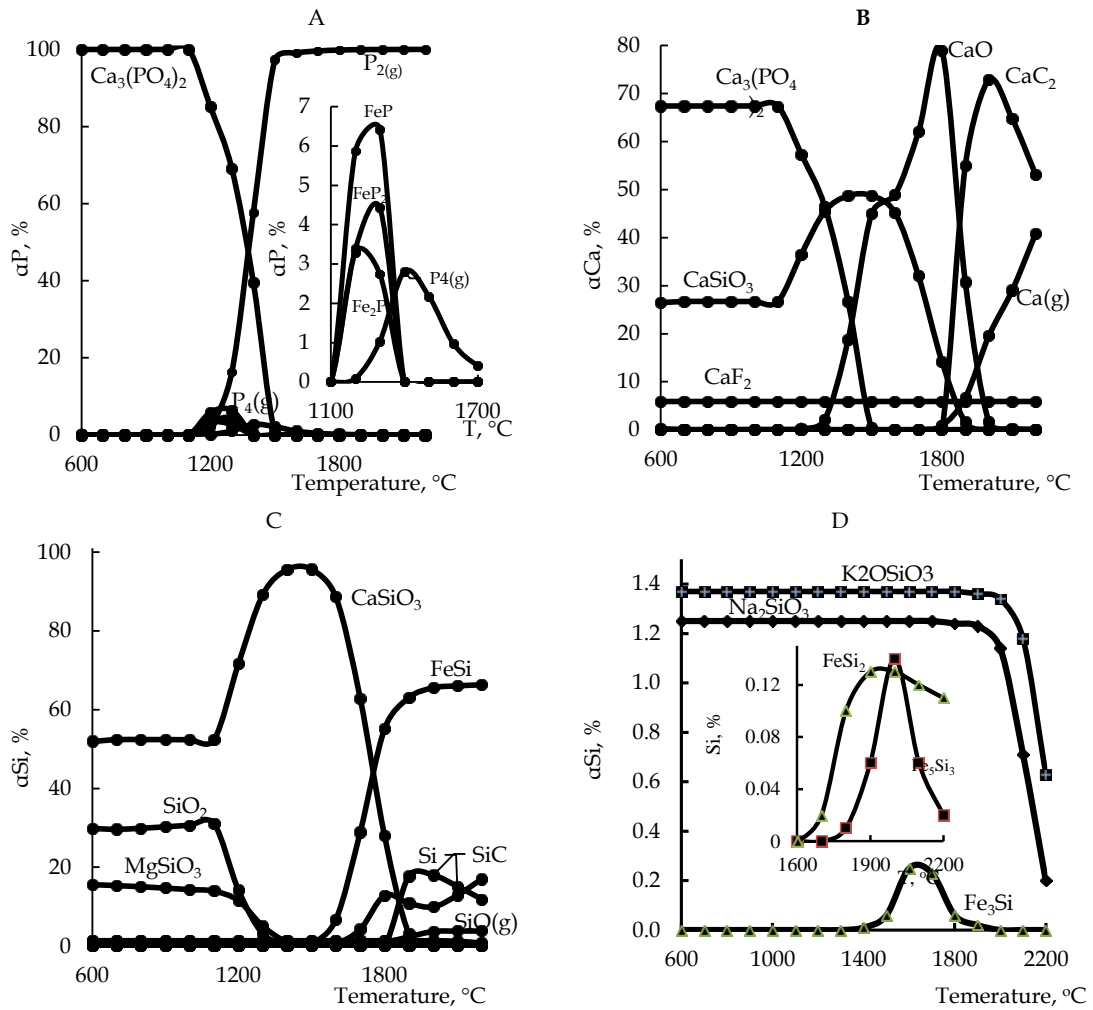 A
100
80
60
40
20
0
αP, %
Ca₃(PO₄)₂
P₂₍g₎
P₄(g)
600
1200
1800
Temperature, °C
7
6
5
4
3
2
1
0
αP, %
FeP
FeP₂
Fe₂P
P4(g)
1100
1700
T, °C
B
80
70
60
50
40
30
20
10
0
αCa, %
Ca₃(PO₄
)₂
CaO
CaC₂
CaSiO₃
CaF₂
Ca(g)
600
1200
1800
Temerature, °C
C
100
80
60
40
20
0
αSi, %
CaSiO₃
FeSi
SiO₂
MgSiO₃
Si
SiC
SiO(g)
600
1200
1800
Temerature, °C
D
1.4
1.2
1.0
0.8
0.6
0.4
0.2
0.0
αSi, %
K2OSiO3
Na₂SiO₃
0.12
0.08
0.04
0
Si, %
FeSi₂
Fe₅Si₃
1600
1900
2200
T, °C
Fe₃Si
600
1000
1400
1800
2200
Temerature, °C